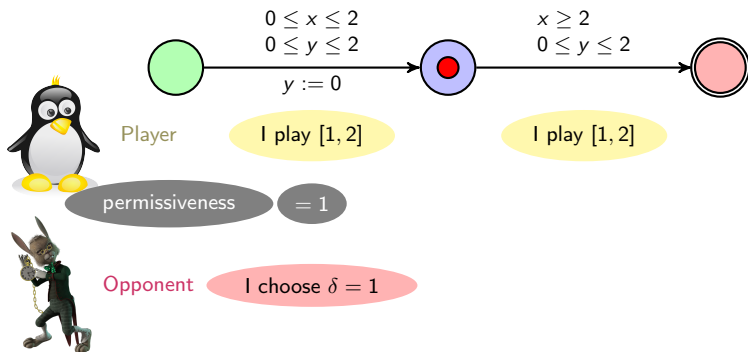 0 ≤ x ≤ 2
0 ≤ y ≤ 2
y := 0
x ≥ 2
0 ≤ y ≤ 2
Player
I play [1, 2]
I play [1, 2]
permissiveness
= 1
Opponent
I choose δ = 1